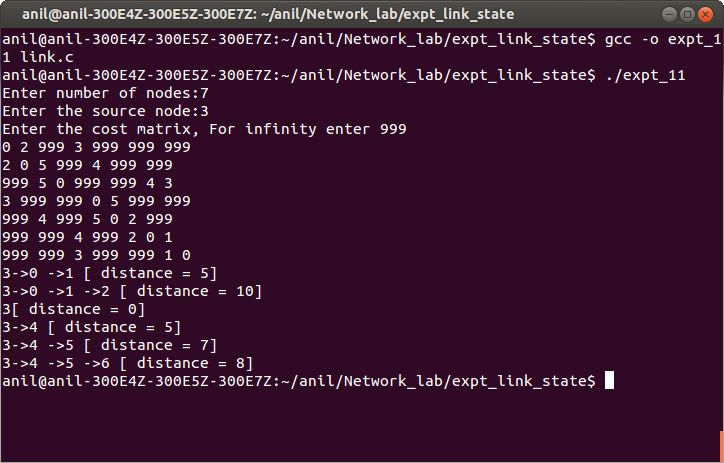 anil@anil-300E4Z-300E5Z-300E7Z: ~/anil/Network_lab/expt_link_state
anil@anil-300E4Z-300E5Z-300E7Z:~/anil/Network_lab/expt_link_state$ gcc -o expt_1
1 link.c
anil@anil-300E4Z-300E5Z-300E7Z:~/anil/Network_lab/expt_link_state$ ./expt_11
Enter number of nodes:7
Enter the source node:3
Enter the cost matrix, For infinity enter 999
0 2 999 3 999 999 999
2 0 5 999 4 999 999
999 5 0 999 999 4 3
3 999 999 0 5 999 999
999 4 999 5 0 2 999
999 999 4 999 2 0 1
999 999 3 999 999 1 0
3->0 ->1 [ distance = 5]
3->0 ->1 ->2 [ distance = 10]
3[ distance = 0]
3->4 [ distance = 5]
3->4 ->5 [ distance = 7]
3->4 ->5 ->6 [ distance = 8]
anil@anil-300E4Z-300E5Z-300E7Z:~/anil/Network_lab/expt_link_state$